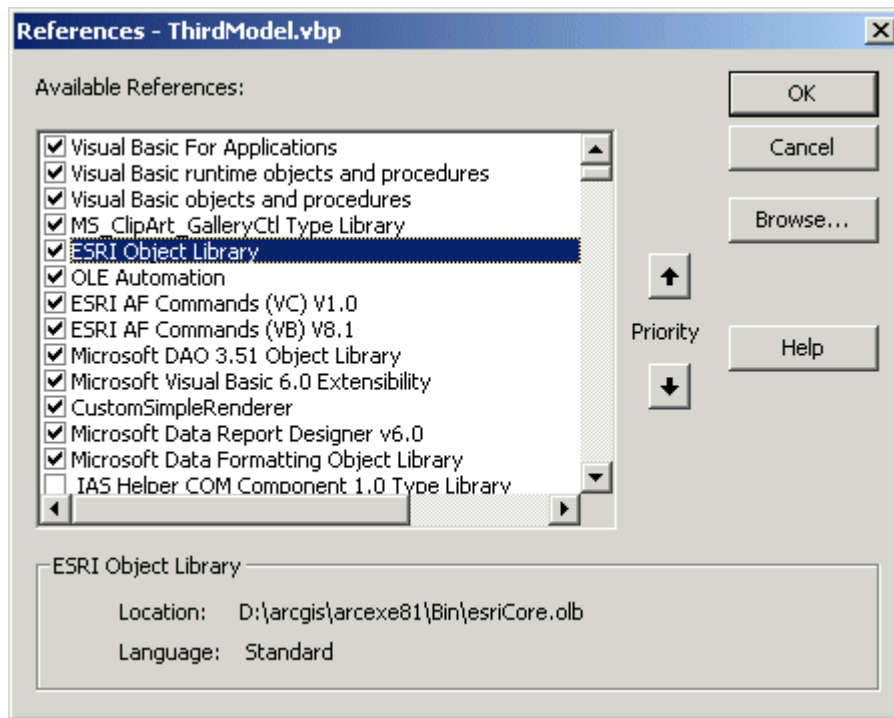 References - ThirdModel.vbp
Available References:
Visual Basic For Applications
Visual Basic runtime objects and procedures
Visual Basic objects and procedures
MS_ClipArt_GalleryCtl Type Library
ESRI Object Library
OLE Automation
ESRI AF Commands (VC) V1.0
ESRI AF Commands (VB) V8.1
Microsoft DAO 3.51 Object Library
Microsoft Visual Basic 6.0 Extensibility
CustomSimpleRenderer
Microsoft Data Report Designer v6.0
Microsoft Data Formatting Object Library
IAS Helper COM Component 1.0 Type Library
Priority
OK
Cancel
Browse...
Help
ESRI Object Library
Location: D:\arcgis\arcexe81\Bin\esriCore.olb
Language: Standard